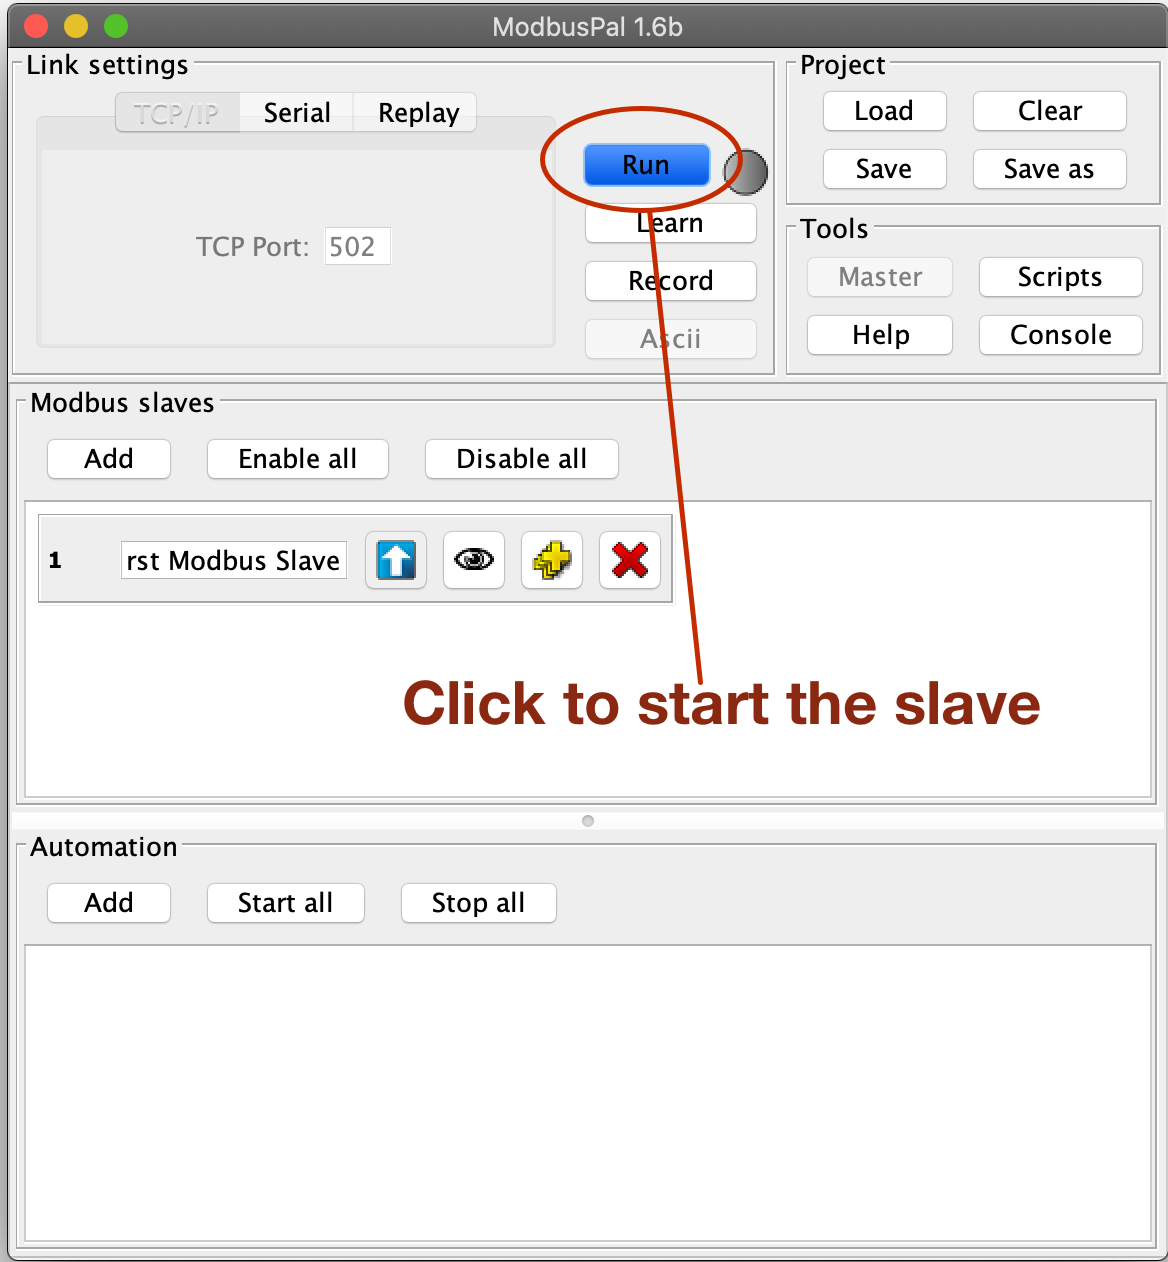 ModbusPal 1.6b
Link settings
TCP/IP Serial Replay
TCP Port: 502
Run
Learn
Record
Ascii
Project
Load Clear
Save Save as
Tools
Master Scripts
Help Console
Modbus slaves
Add Enable all Disable all
1 rst Modbus Slave
Click to start the slave
Automation
Add Start all Stop all